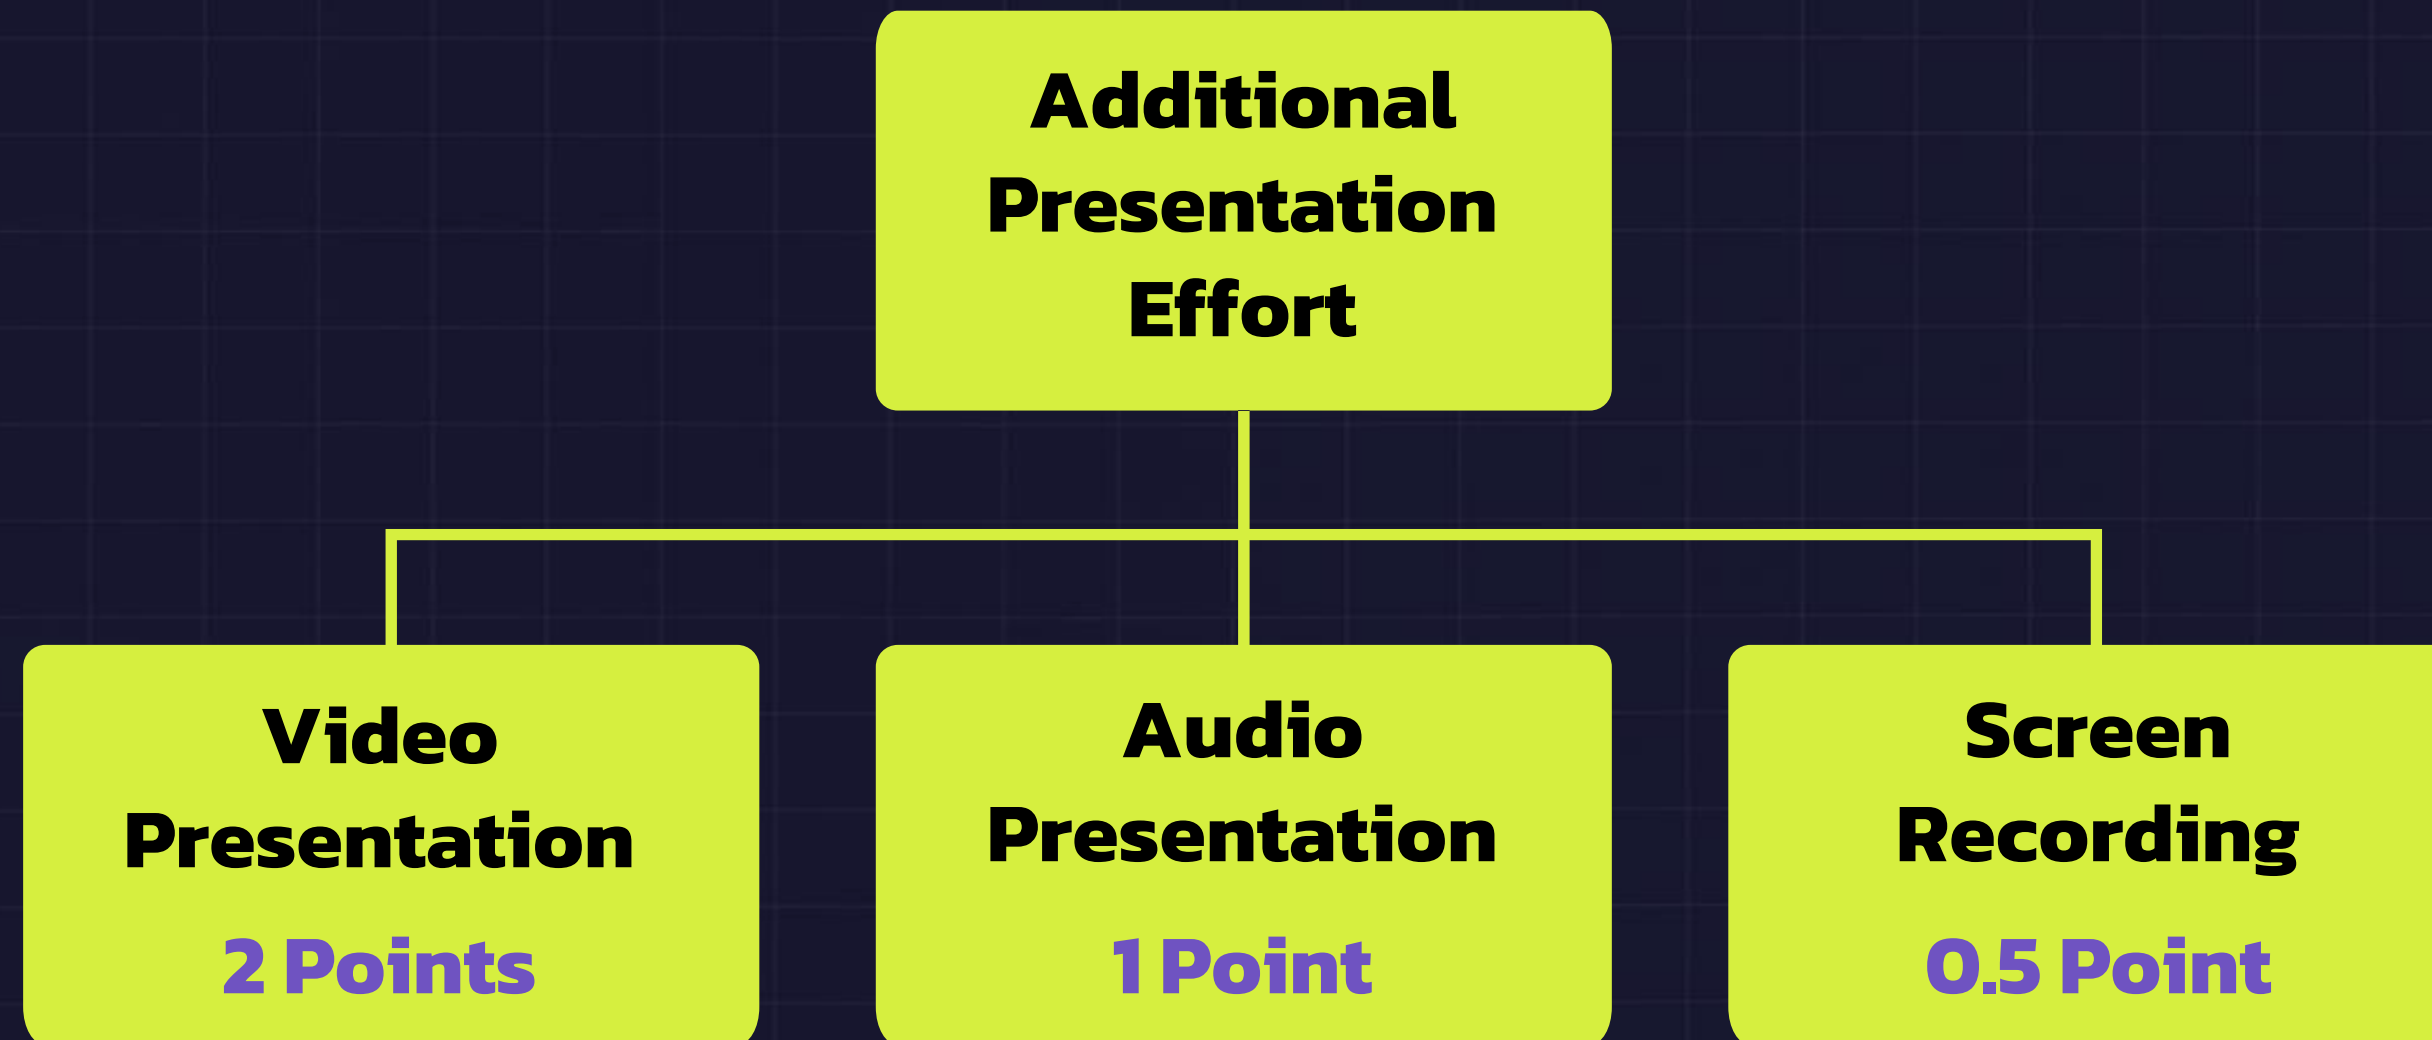 Additional
Presentation
Effort
Video
Presentation
2 Points
Audio
Presentation
1 Point
Screen
Recording
0.5 Point